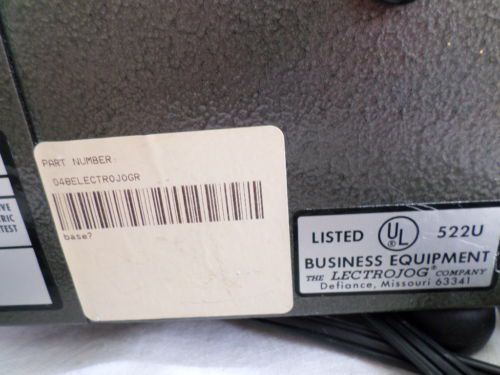 PART NUMBER:
04BELECTROJOGR
base?
VE
RIC
TEST
LISTED UL 522U
BUSINESS EQUIPMENT
THE LECTROJOG® COMPANY
Defiance, Missouri 63341